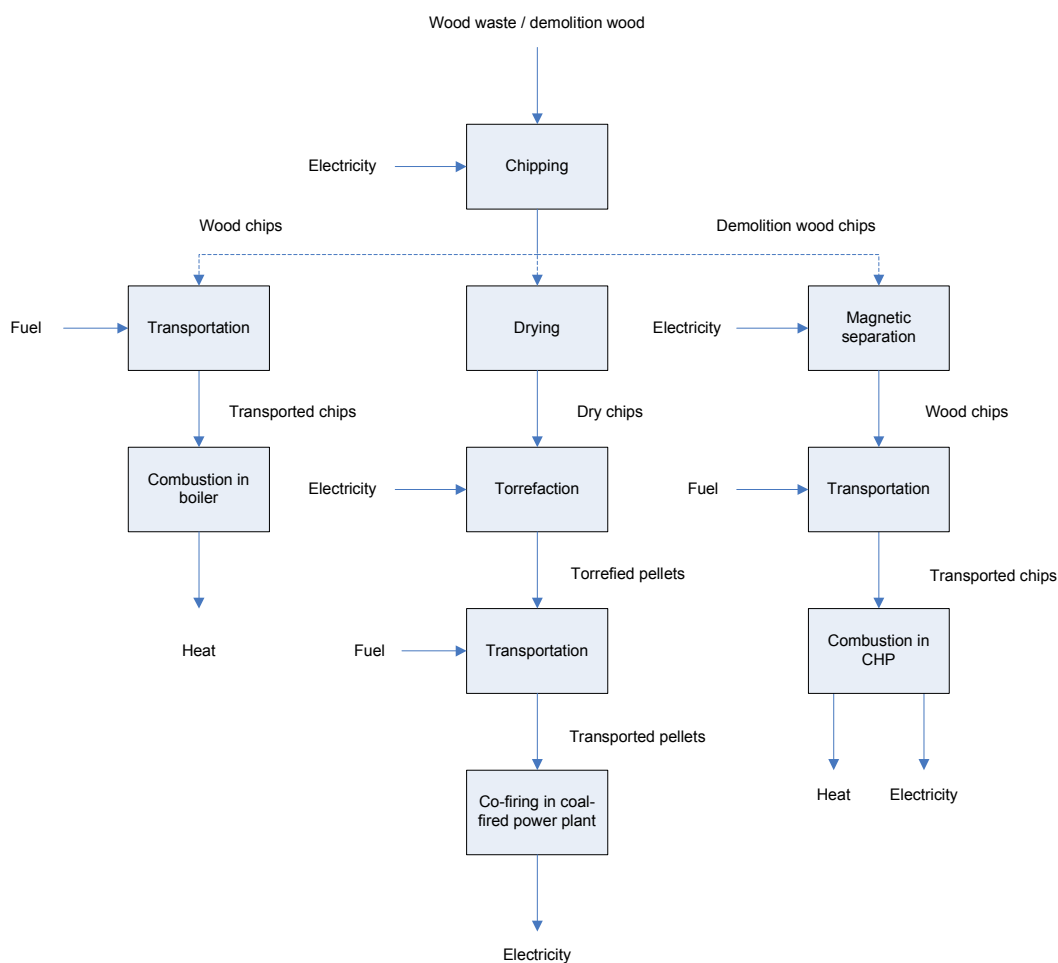 Wood waste / demolition wood
Electricity
Chipping
Wood chips
Demolition wood chips
Fuel
Transportation
Drying
Electricity
Magnetic
separation
Transported chips
Dry chips
Wood chips
Combustion in
boiler
Electricity
Torrefaction
Fuel
Transportation
Torrefied pellets
Transported chips
Heat
Fuel
Transportation
Combustion in
CHP
Transported pellets
Heat
Electricity
Co-firing in coal-
fired power plant
Electricity